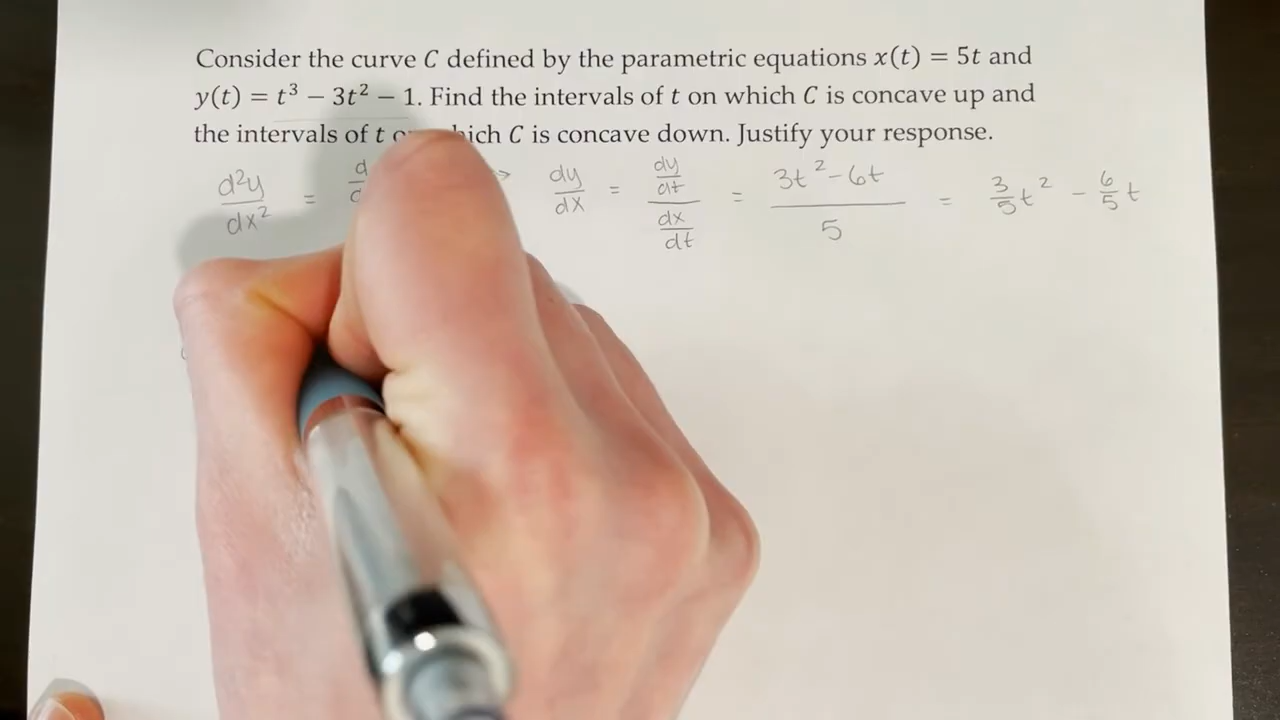 Consider the curve C defined by the parametric equations x(t) = 5t and
y(t) = t³ − 3t² − 1. Find the intervals of t on which C is concave up and
the intervals of t which C is concave down. Justify your response.
d²y/dx² = d → dy/dx = (dy/dt)/(dx/dt) = (3t² − 6t)/5 = 3/5 t² − 6/5 t